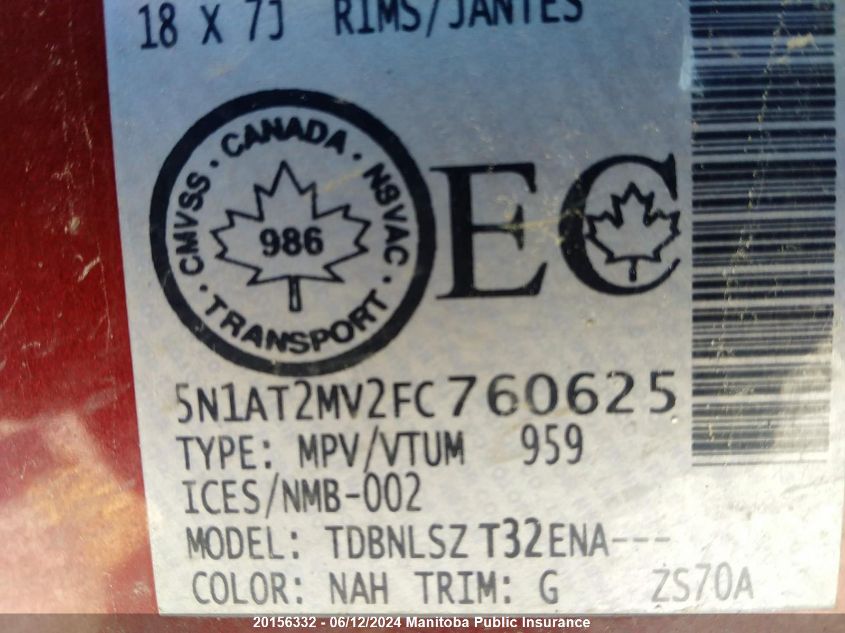 18 X 7J RIMS/JANTES
CANADA
CMVSS · NSVAC
986
TRANSPORT
EC
5N1AT2MV2FC760625
TYPE: MPV/VTUM 959
ICES/NMB-002
MODEL: TDBNLSZ T32ENA---
COLOR: NAH TRIM: G ZS70A
20156332 - 06/12/2024 Manitoba Public Insurance